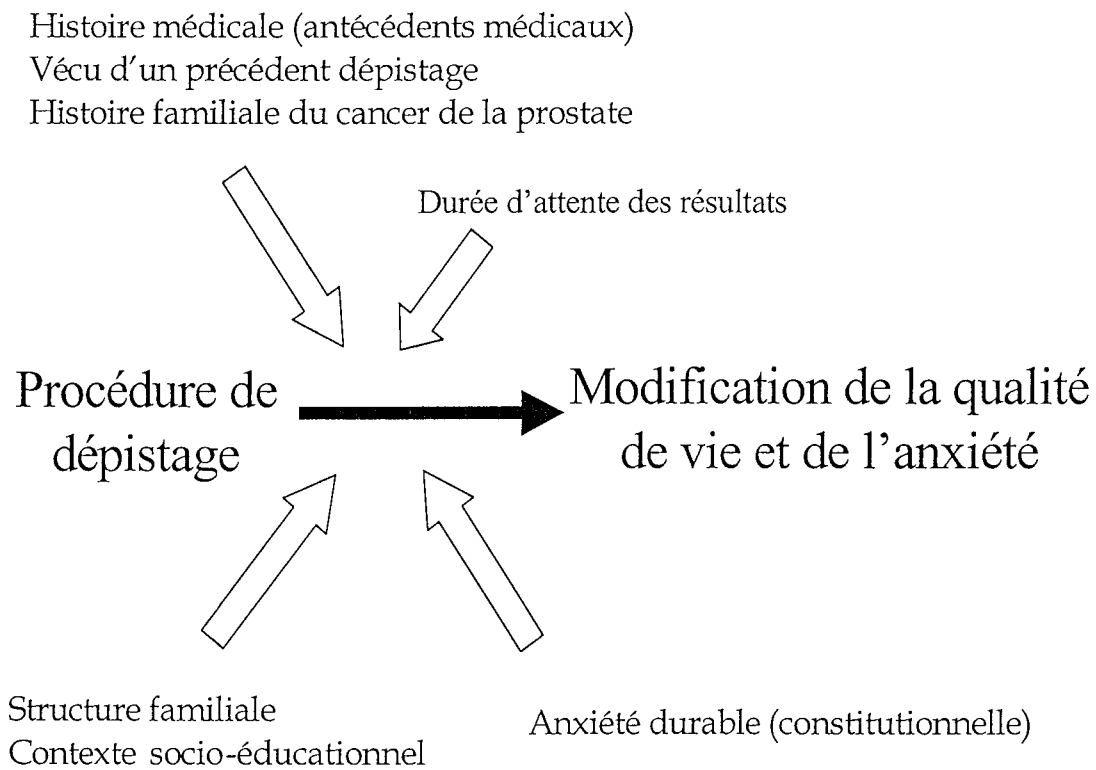 Histoire médicale (antécédents médicaux)
Vécu d'un précédent dépistage
Histoire familiale du cancer de la prostate
Durée d'attente des résultats
Procédure de
dépistage
Modification de la qualité
de vie et de l'anxiété
Structure familiale
Contexte socio-éducationnel
Anxiété durable (constitutionnelle)